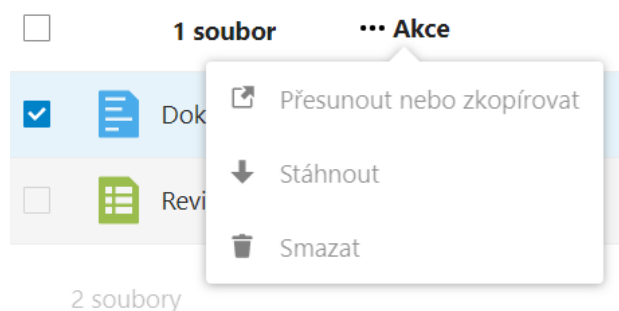 1 soubor ••• Akce
Dok
Přesunout nebo zkopírovat
Stáhnout
Revi
Smazat
2 soubory